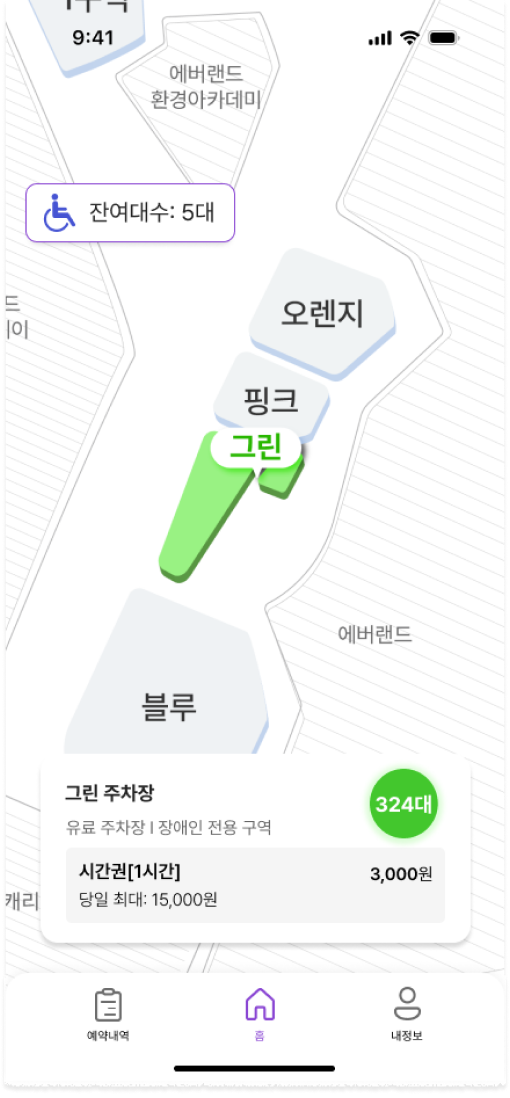 9:41
에버랜드
환경아카데미
잔여대수: 5대
오렌지
핑크
그린
에버랜드
블루
그린 주차장
324대
유료 주차장 I 장애인 전용 구역
시간권[1시간]
3,000원
당일 최대: 15,000원
캐리
예약내역
홈
내정보